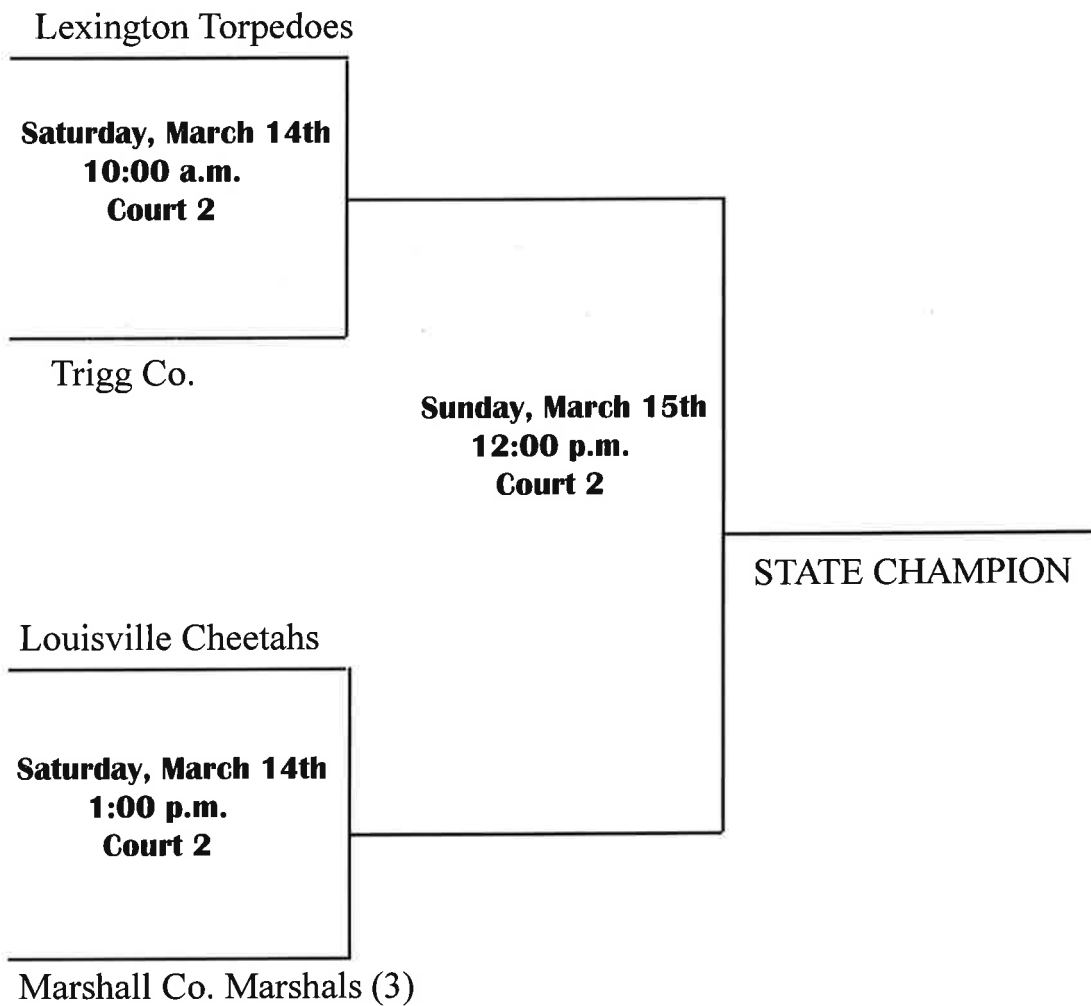 Lexington Torpedoes
Saturday, March 14th
10:00 a.m.
Court 2
Trigg Co.
Sunday, March 15th
12:00 p.m.
Court 2
STATE CHAMPION
Louisville Cheetahs
Saturday, March 14th
1:00 p.m.
Court 2
Marshall Co. Marshals (3)